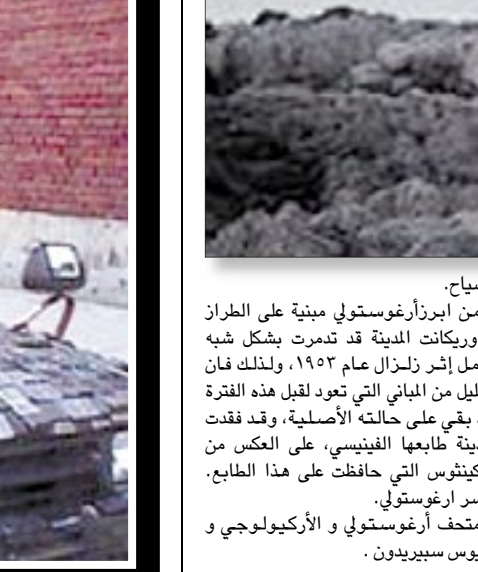 سياح.
من ابرزأرغوستولي مبنية على الطراز
وريكانت المدينة قد تدمرت بشكل شبه
مل إثر زلزال عام ١٩٥٣، ولذلك فان
ليل من المباني التي تعود لقبل هذه الفترة
بقي على حالته الأصلية، وقد فقدت
دينة طابعها الفينيسي، على العكس من
كينثوس التي حافظت على هذا الطابع.
سر ارغوستولي.
متحف أرغوستولي و الأركيولوجي و
يوس سبيريدون .